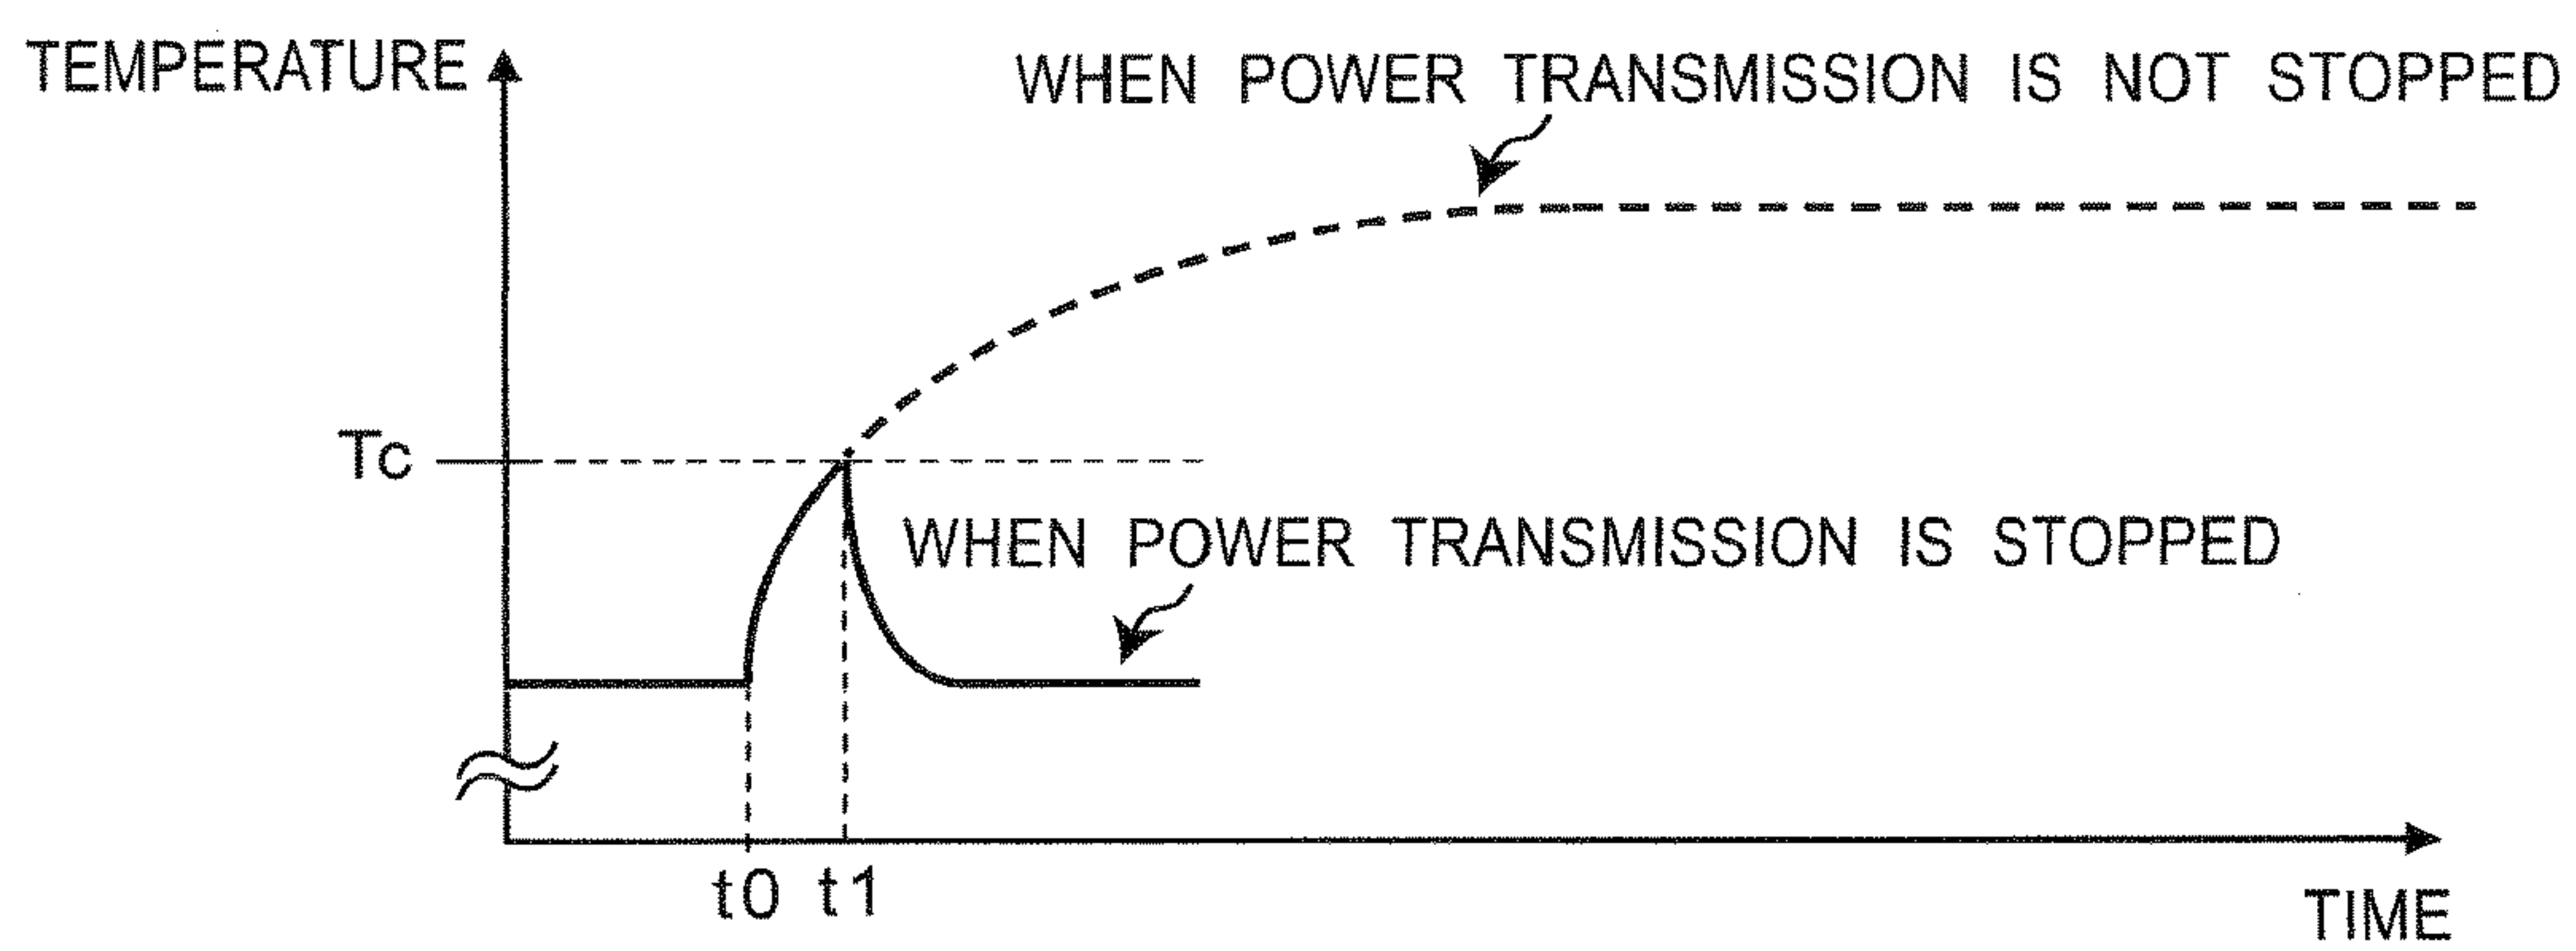 TEMPERATURE
WHEN POWER TRANSMISSION IS NOT STOPPED
Tc
WHEN POWER TRANSMISSION IS STOPPED
t0 t1
TIME